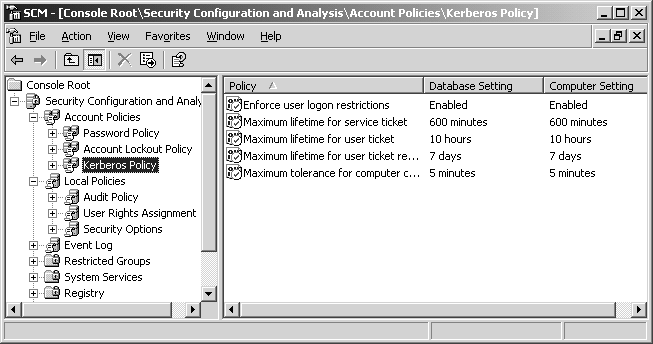 SCM - [Console Root\Security Configuration and Analysis\Account Policies\Kerberos Policy]
File Action View Favorites Window Help
Console Root
Security Configuration and Analy
Account Policies
Password Policy
Account Lockout Policy
Kerberos Policy
Local Policies
Audit Policy
User Rights Assignment
Security Options
Event Log
Restricted Groups
System Services
Registry
Policy Database Setting Computer Setting
Enforce user logon restrictions Enabled Enabled
Maximum lifetime for service ticket 600 minutes 600 minutes
Maximum lifetime for user ticket 10 hours 10 hours
Maximum lifetime for user ticket re... 7 days 7 days
Maximum tolerance for computer c... 5 minutes 5 minutes